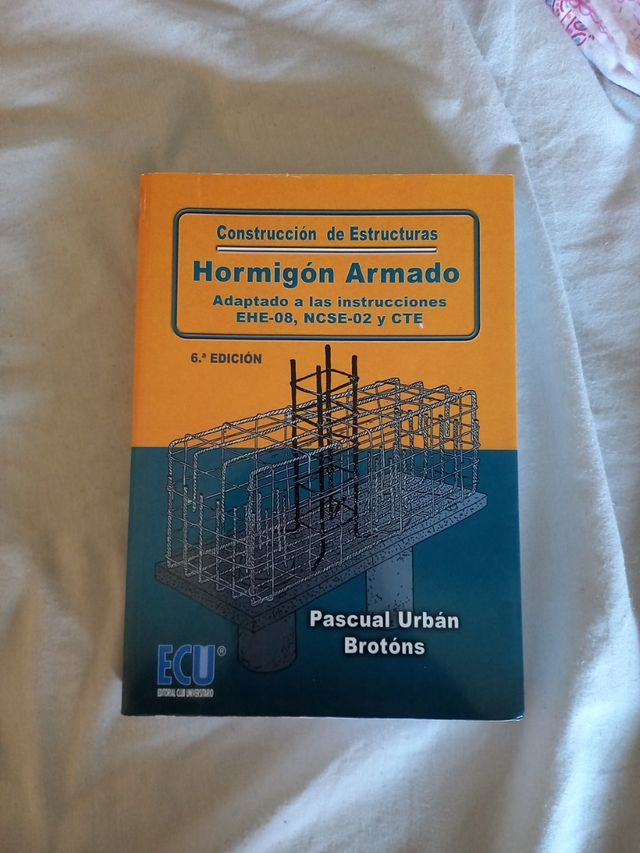 Construcción de Estructuras
Hormigón Armado
Adaptado a las instrucciones
EHE-08, NCSE-02 y CTE
6.ª EDICIÓN
Pascual Urbán
Brotóns
ECU®
EDITORIAL CLUB UNIVERSITARIO